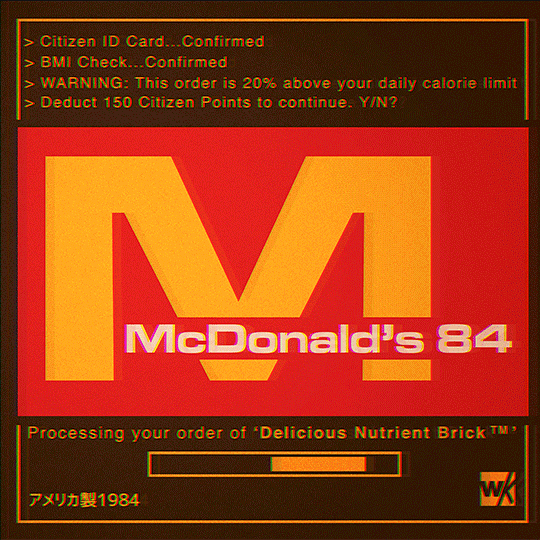 > Citizen ID Card...Confirmed
> BMI Check...Confirmed
> WARNING: This order is 20% above your daily calorie limit
> Deduct 150 Citizen Points to continue. Y/N?
M
McDonald's 84
Processing your order of ‘Delicious Nutrient Brick™’
アメリカ製1984
WK